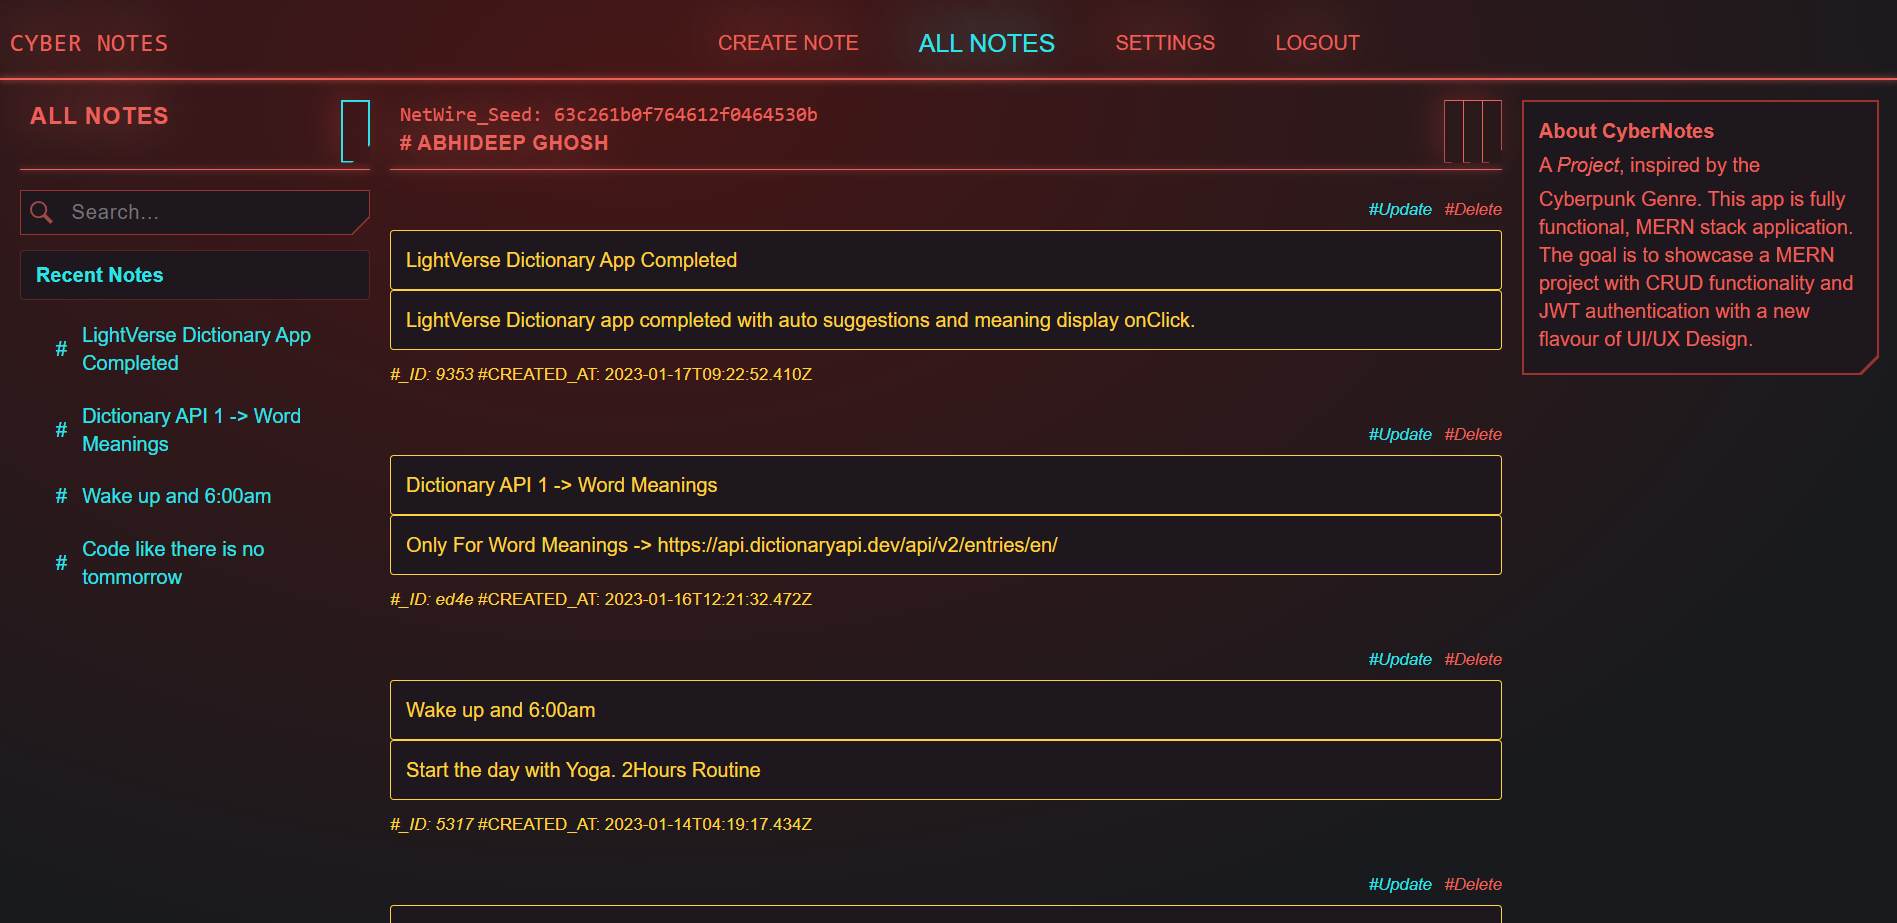 CYBER NOTES
CREATE NOTE
ALL NOTES
SETTINGS
LOGOUT
ALL NOTES
Search...
Recent Notes
# LightVerse Dictionary App
Completed
# Dictionary API 1 -> Word
Meanings
# Wake up and 6:00am
# Code like there is no
tommorrow
NetWire_Seed: 63c261b0f764612f0464530b
# ABHIDEEP GHOSH
#Update #Delete
LightVerse Dictionary App Completed
LightVerse Dictionary app completed with auto suggestions and meaning display onClick.
#_ID: 9353 #CREATED_AT: 2023-01-17T09:22:52.410Z
#Update #Delete
Dictionary API 1 -> Word Meanings
Only For Word Meanings -> https://api.dictionaryapi.dev/api/v2/entries/en/
#_ID: ed4e #CREATED_AT: 2023-01-16T12:21:32.472Z
#Update #Delete
Wake up and 6:00am
Start the day with Yoga. 2Hours Routine
#_ID: 5317 #CREATED_AT: 2023-01-14T04:19:17.434Z
#Update #Delete
About CyberNotes
A Project, inspired by the
Cyberpunk Genre. This app is fully
functional, MERN stack application.
The goal is to showcase a MERN
project with CRUD functionality and
JWT authentication with a new
flavour of UI/UX Design.